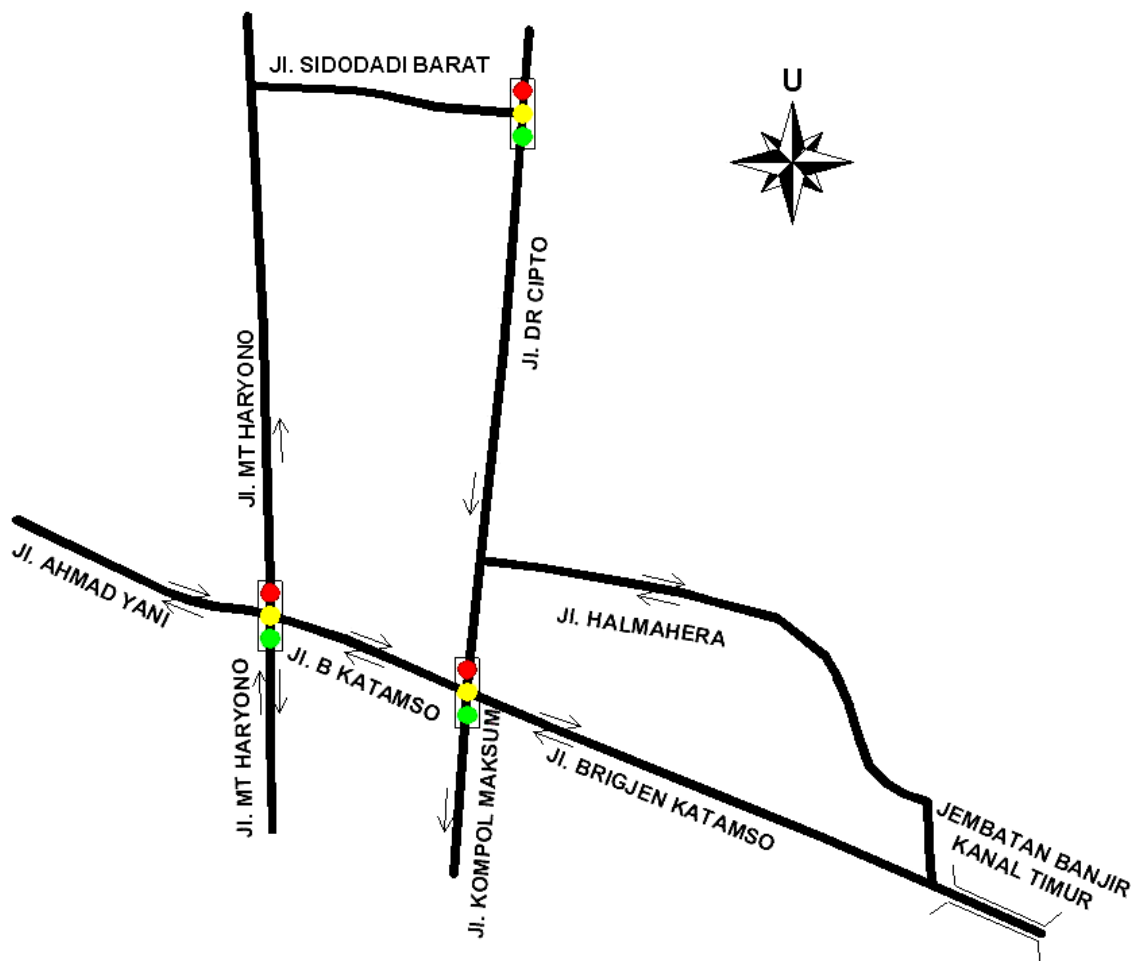 Jl. SIDODADI BARAT
U
Jl. DR CIPTO
Jl. MT HARYONO
Jl. AHMAD YANI
Jl. HALMAHERA
Jl. B KATAMSO
Jl. MT HARYONO
Jl. KOMPOL MAKSUM
Jl. BRIGJEN KATAMSO
JEMBATAN BANJIR
KANAL TIMUR